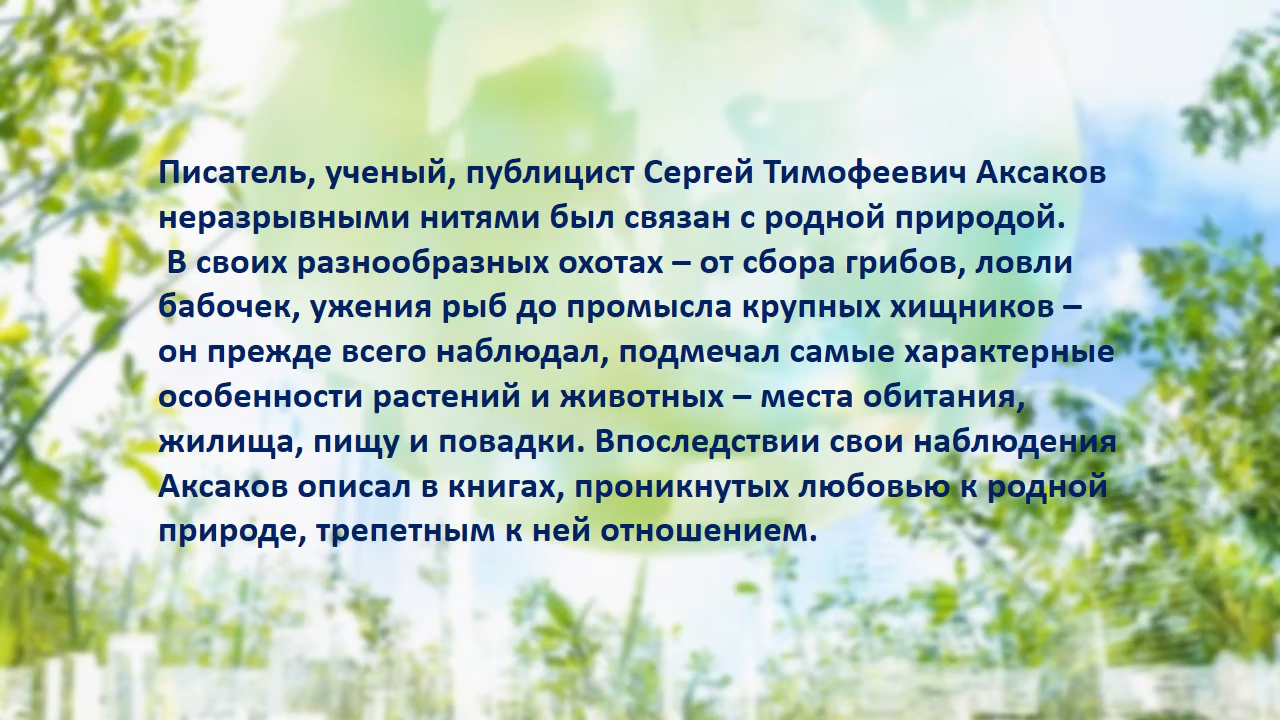 Писатель, ученый, публицист Сергей Тимофеевич Аксаков
неразрывными нитями был связан с родной природой.
В своих разнообразных охотах – от сбора грибов, ловли
бабочек, ужения рыб до промысла крупных хищников –
он прежде всего наблюдал, подмечал самые характерные
особенности растений и животных – места обитания,
жилища, пищу и повадки. Впоследствии свои наблюдения
Аксаков описал в книгах, проникнутых любовью к родной
природе, трепетным к ней отношением.